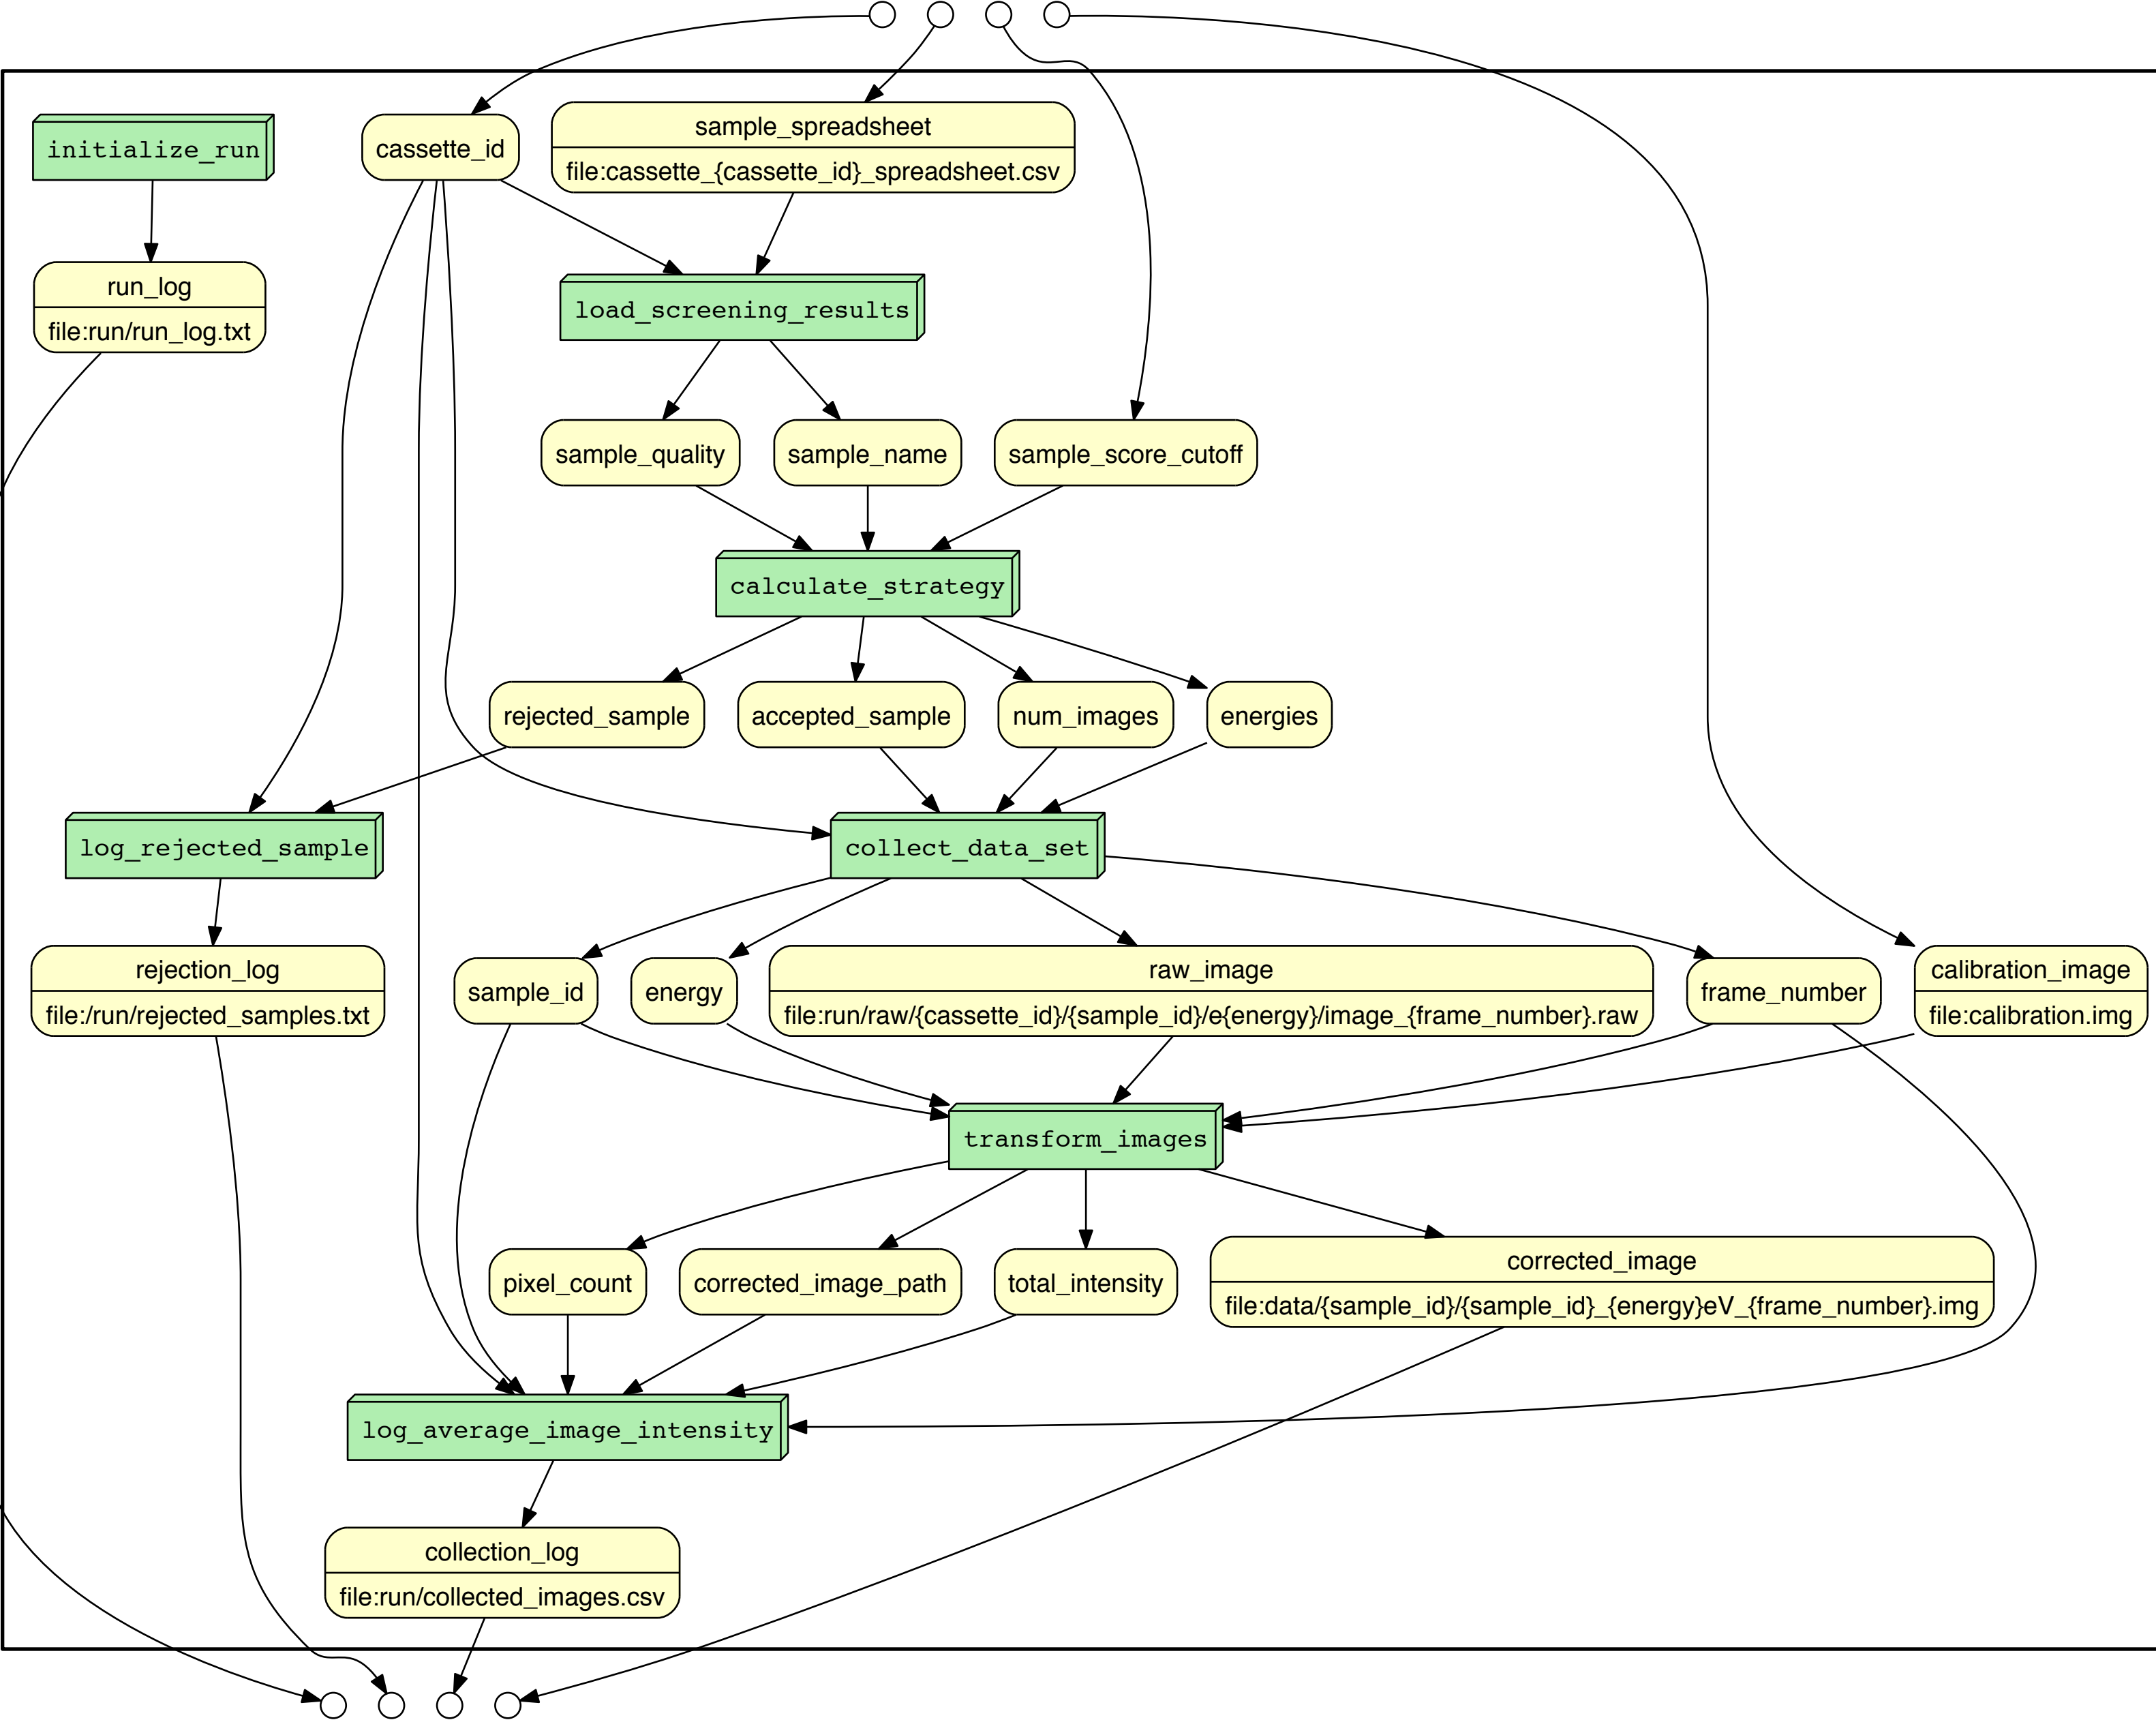 initialize_run
cassette_id
sample_spreadsheet
file:cassette_{cassette_id}_spreadsheet.csv
run_log
file:run/run_log.txt
load_screening_results
sample_quality
sample_name
sample_score_cutoff
calculate_strategy
rejected_sample
accepted_sample
num_images
energies
log_rejected_sample
collect_data_set
rejection_log
file:/run/rejected_samples.txt
sample_id
energy
raw_image
file:run/raw/{cassette_id}/{sample_id}/e{energy}/image_{frame_number}.raw
frame_number
calibration_image
file:calibration.img
transform_images
pixel_count
corrected_image_path
total_intensity
corrected_image
file:data/{sample_id}/{sample_id}_{energy}eV_{frame_number}.img
log_average_image_intensity
collection_log
file:run/collected_images.csv